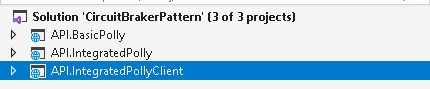 Solution 'CircuitBrakerPattern' (3 of 3 projects)
API.BasicPolly
API.IntegratedPolly
API.IntegratedPollyClient